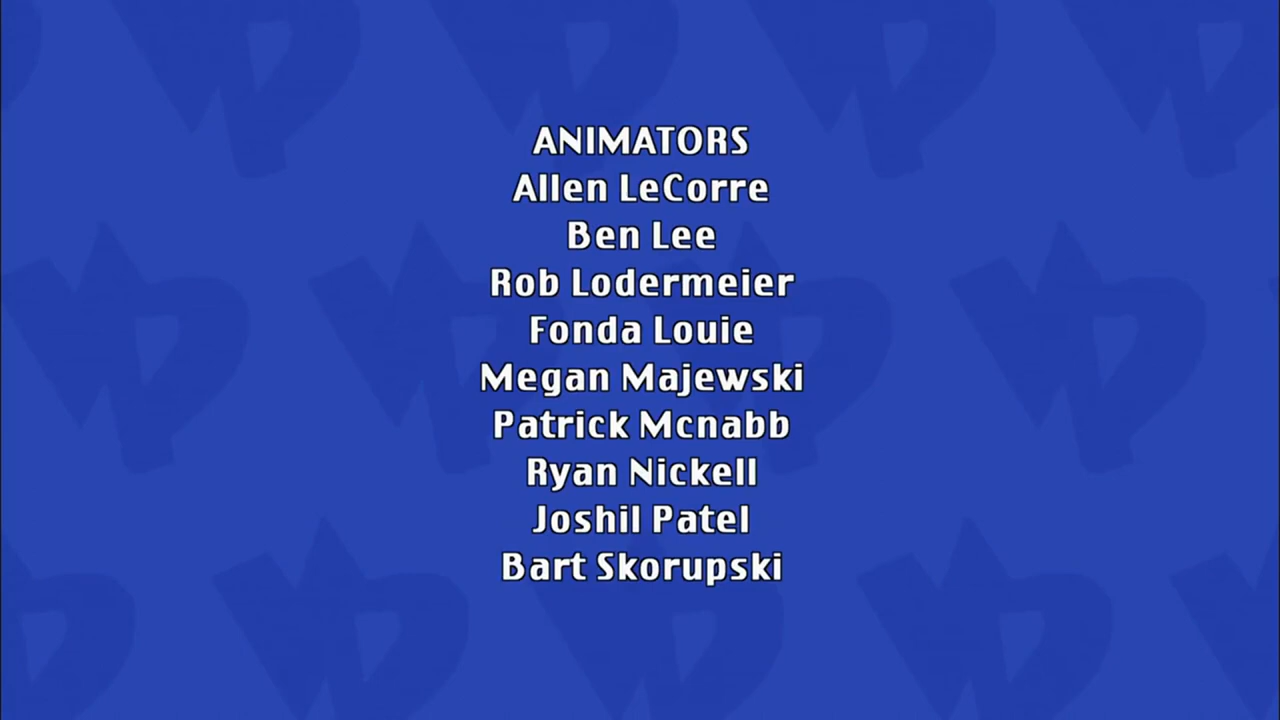 ANIMATORS
Allen LeCorre
Ben Lee
Rob Lodermeier
Fonda Louie
Megan Majewski
Patrick Mcnabb
Ryan Nickell
Joshil Patel
Bart Skorupski